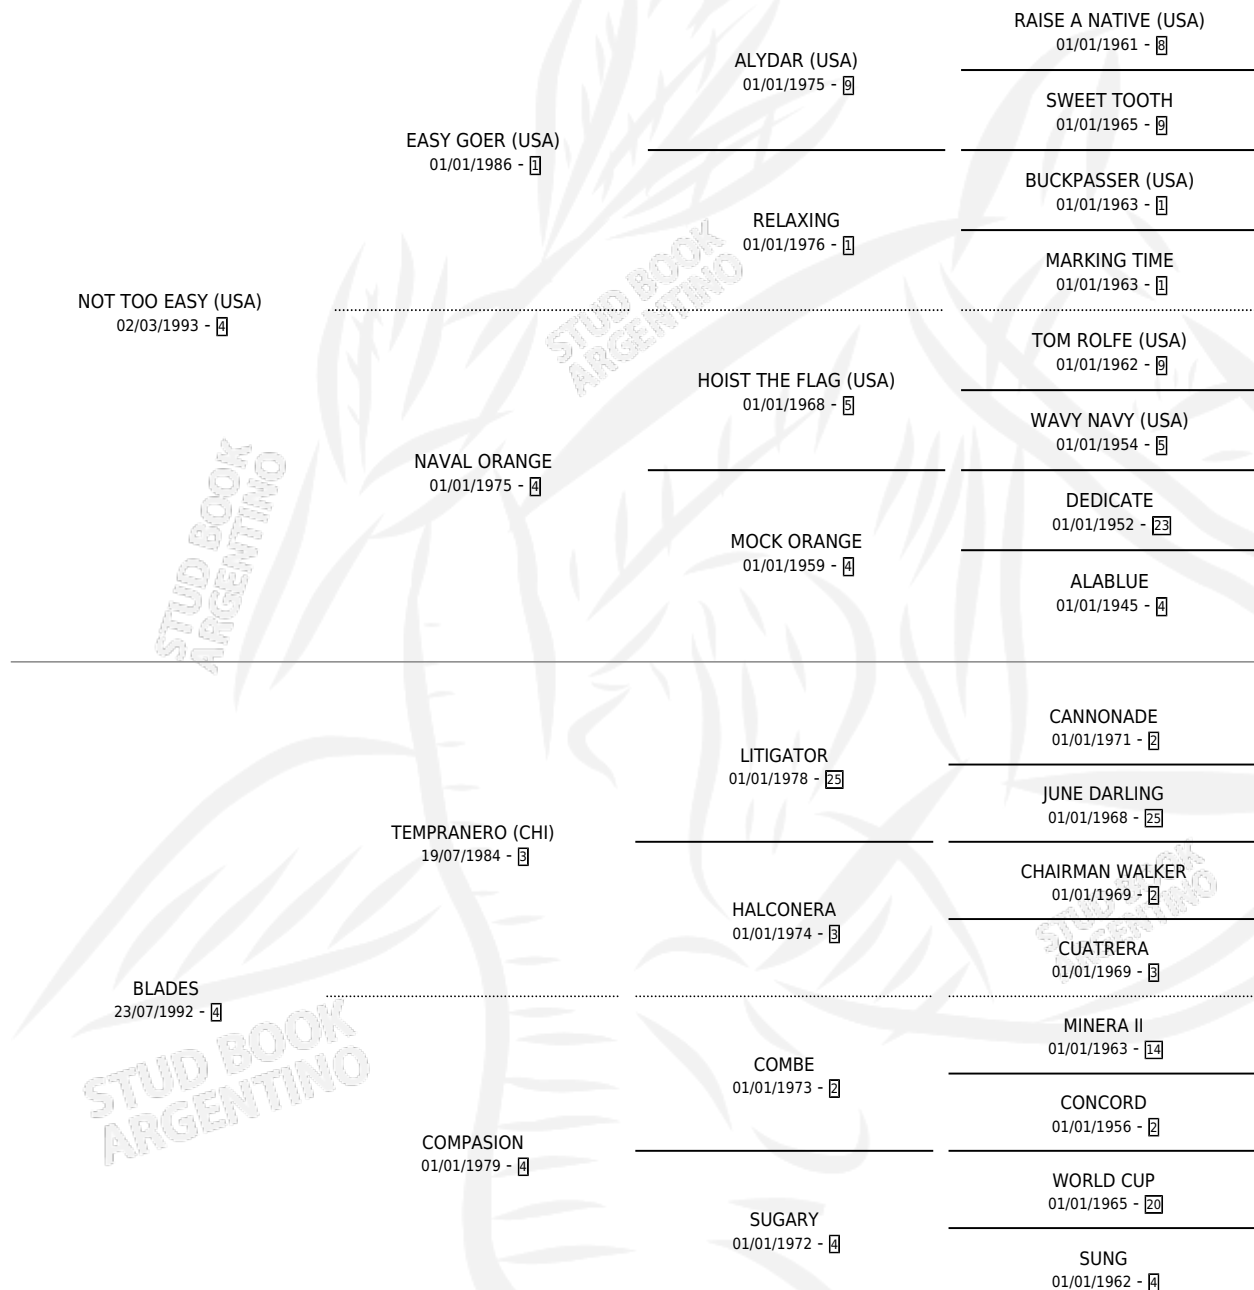 RAISE A NATIVE (USA)
01/01/1961 - 8
ALYDAR (USA)
01/01/1975 - 9
SWEET TOOTH
01/01/1965 - 9
EASY GOER (USA)
01/01/1986 - 1
BUCKPASSER (USA)
01/01/1963 - 1
RELAXING
01/01/1976 - 1
MARKING TIME
01/01/1963 - 1
NOT TOO EASY (USA)
02/03/1993 - 4
TOM ROLFE (USA)
01/01/1962 - 9
HOIST THE FLAG (USA)
01/01/1968 - 5
WAVY NAVY (USA)
01/01/1954 - 5
NAVAL ORANGE
01/01/1975 - 4
DEDICATE
01/01/1952 - 23
MOCK ORANGE
01/01/1959 - 4
ALABLUE
01/01/1945 - 4
CANNONADE
01/01/1971 - 2
LITIGATOR
01/01/1978 - 25
JUNE DARLING
01/01/1968 - 25
TEMPRANERO (CHI)
19/07/1984 - 3
CHAIRMAN WALKER
01/01/1969 - 2
HALCONERA
01/01/1974 - 3
CUATRERA
01/01/1969 - 3
BLADES
23/07/1992 - 4
MINERA II
01/01/1963 - 14
COMBE
01/01/1973 - 2
CONCORD
01/01/1956 - 2
COMPASION
01/01/1979 - 4
WORLD CUP
01/01/1965 - 20
SUGARY
01/01/1972 - 4
SUNG
01/01/1962 - 4
STUD BOOK
ARGENTINO
STUD BOOK
ARGENTINO
STUD BOOK
ARGENTINO
STUD BOOK
ARGENTINO